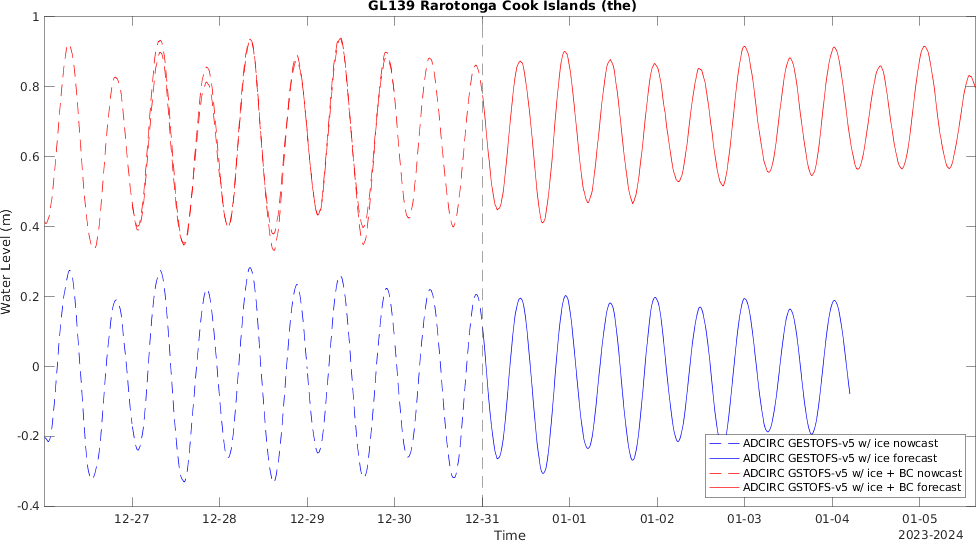 GL139 Rarotonga Cook Islands (the)
Water Level (m)
1
0.8
0.6
0.4
0.2
0
-0.2
-0.4
ADCIRC GESTOFS-v5 w/ ice nowcast
ADCIRC GESTOFS-v5 w/ ice forecast
ADCIRC GSTOFS-v5 w/ ice + BC nowcast
ADCIRC GSTOFS-v5 w/ ice + BC forecast
12-27 12-28 12-29 12-30 12-31 01-01 01-02 01-03 01-04 01-05
Time
2023-2024